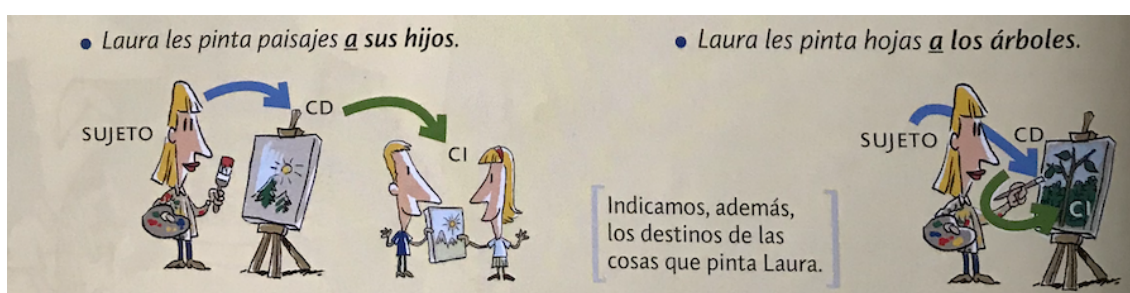 • Laura les pinta paisajes a sus hijos.
SUJETO
CD
CI
• Laura les pinta hojas a los árboles.
SUJETO
CD
CI
Indicamos, además,
los destinos de las
cosas que pinta Laura.